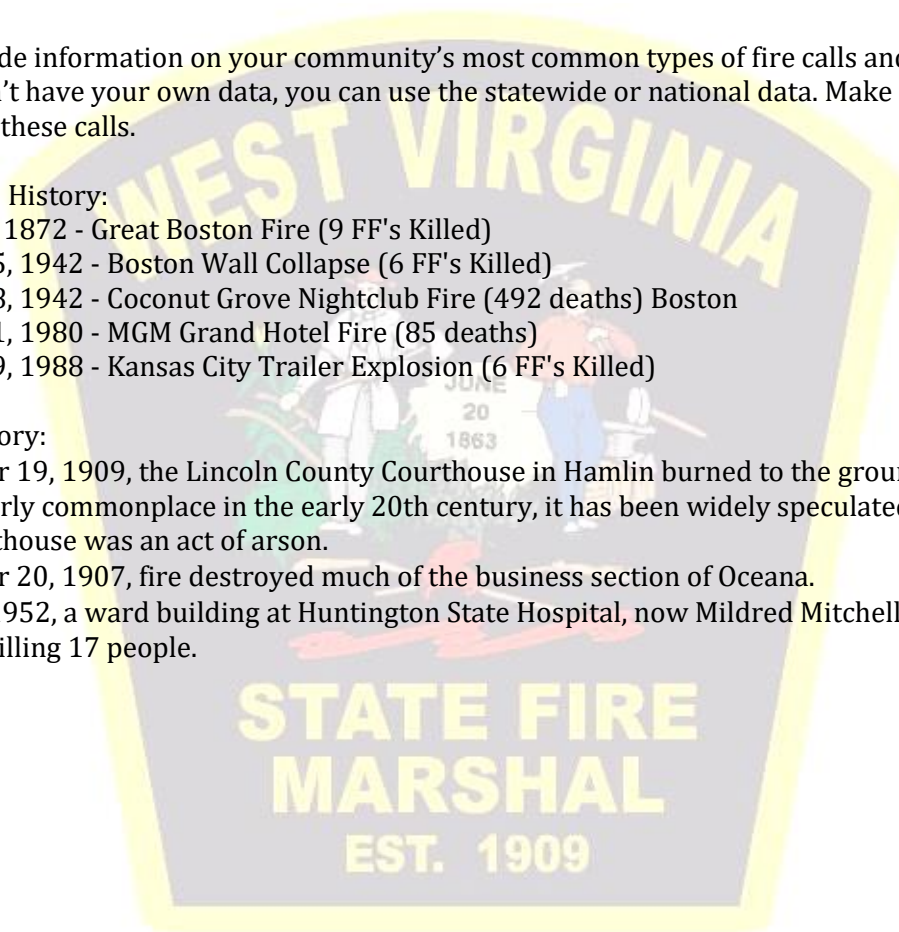 de information on your community’s most common types of fire calls and
’t have your own data, you can use the statewide or national data. Make
these calls.
History:
1872 - Great Boston Fire (9 FF's Killed)
5, 1942 - Boston Wall Collapse (6 FF's Killed)
8, 1942 - Coconut Grove Nightclub Fire (492 deaths) Boston
1, 1980 - MGM Grand Hotel Fire (85 deaths)
9, 1988 - Kansas City Trailer Explosion (6 FF's Killed)
ory:
r 19, 1909, the Lincoln County Courthouse in Hamlin burned to the groun
rly commonplace in the early 20th century, it has been widely speculated
thouse was an act of arson.
r 20, 1907, fire destroyed much of the business section of Oceana.
1952, a ward building at Huntington State Hospital, now Mildred Mitchell
illing 17 people.
WEST VIRGINIA
JUNE
20
1863
STATE FIRE
MARSHAL
EST. 1909